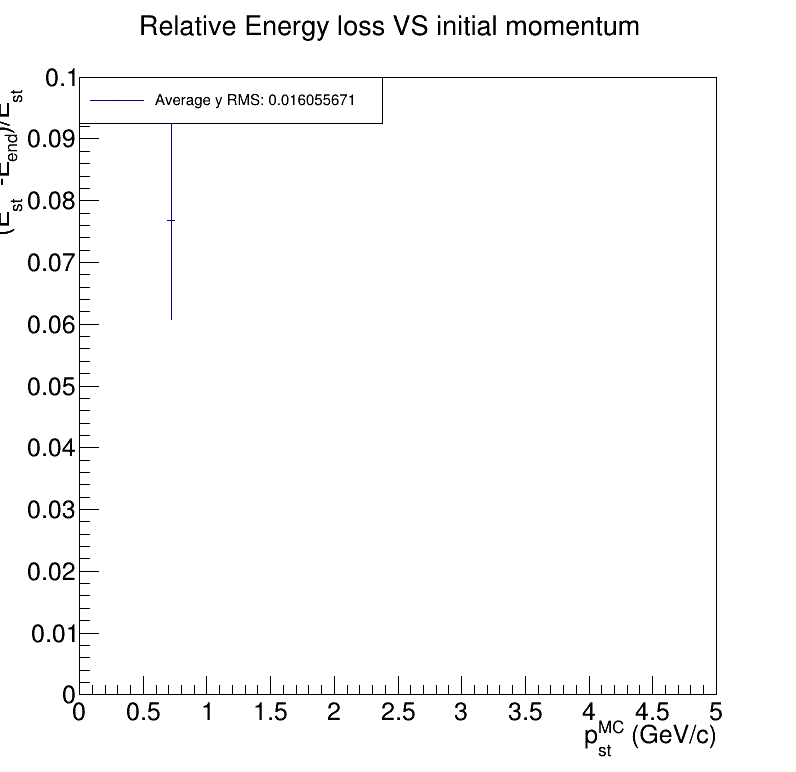 Relative Energy loss VS initial momentum
(E_st -E_end)/E_st
Average y RMS: 0.016055671
0.1
0.09
0.08
0.07
0.06
0.05
0.04
0.03
0.02
0.01
0
0 0.5 1 1.5 2 2.5 3 3.5 4 4.5 5
p_st^MC (GeV/c)